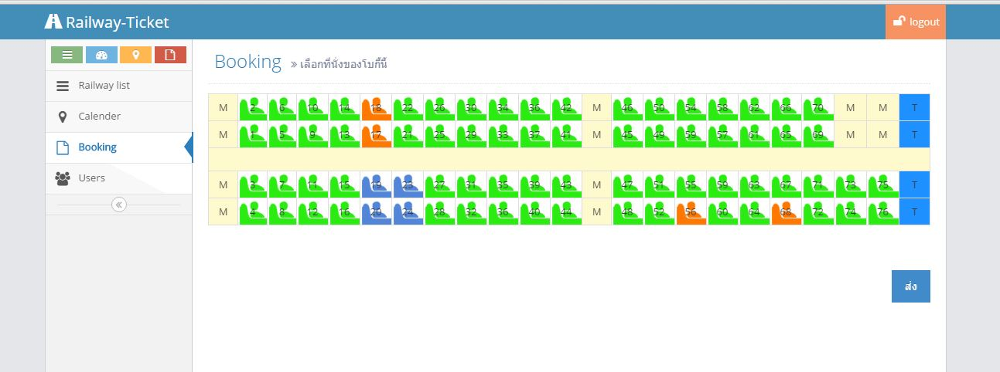 Railway-Ticket
logout
Railway list
Calender
Booking
Users
Booking » เลือกที่นั่งของโบกี้นี้
M 2 6 10 14 18 22 26 30 34 36 42 M 46 50 54 58 62 66 70 M M T
M 1 5 9 13 17 21 25 29 33 37 41 M 45 49 59 57 61 65 69 M M T
M 3 7 11 15 19 23 27 31 35 39 43 M 47 51 55 59 63 67 71 73 75 T
M 4 8 12 16 20 24 28 32 36 40 44 M 48 52 56 60 64 68 72 74 76 T
ส่ง